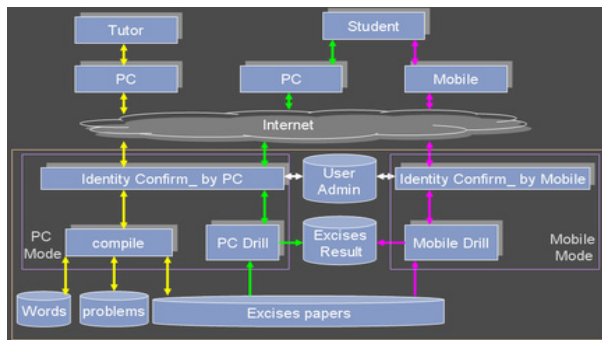 Tutor
Student
PC
PC
Mobile
Internet
Identity Confirm_ by PC
User
Admin
Identity Confirm_ by Mobile
PC
Mode
compile
PC Drill
Excises
Result
Mobile Drill
Mobile
Mode
Words
problems
Excises papers